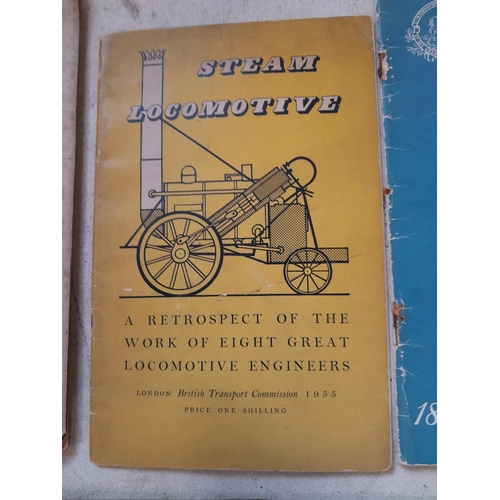 STEAM
LOCOMOTIVE
A RETROSPECT OF THE
WORK OF EIGHT GREAT
LOCOMOTIVE ENGINEERS
LONDON British Transport Commission 1955
PRICE ONE SHILLING
18